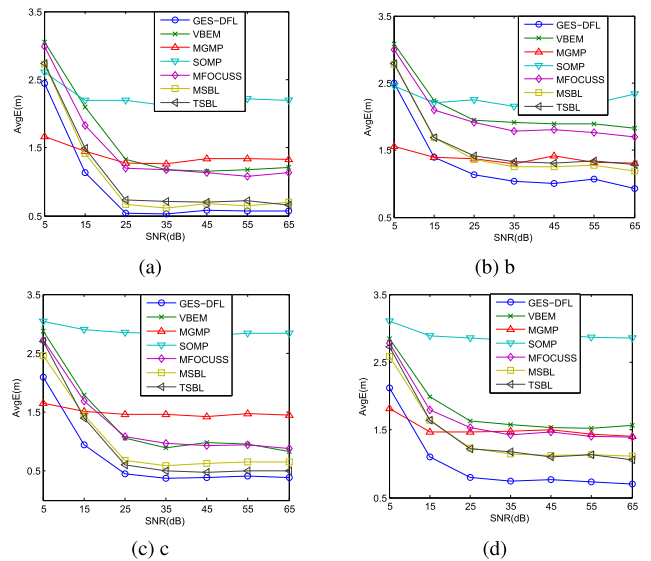 3.5
2.5
1.5
0.5
AvgE(m)
5 15 25 35 45 55 65
SNR(dB)
GES-DFL
VBEM
MGMP
SOMP
MFOCUSS
MSBL
TSBL
(a)
3.5
2.5
1.5
0.5
AvgE(m)
5 15 25 35 45 55 65
SNR(dB)
GES-DFL
VBEM
MGMP
SOMP
MFOCUSS
MSBL
TSBL
(b) b
3.5
2.5
1.5
0.5
AvgE(m)
5 15 25 35 45 55 65
SNR(dB)
GES-DFL
VBEM
MGMP
SOMP
MFOCUSS
MSBL
TSBL
(c) c
3.5
2.5
1.5
0.5
AvgE(m)
5 15 25 35 45 55 65
SNR(dB)
GES-DFL
VBEM
MGMP
SOMP
MFOCUSS
MSBL
TSBL
(d)